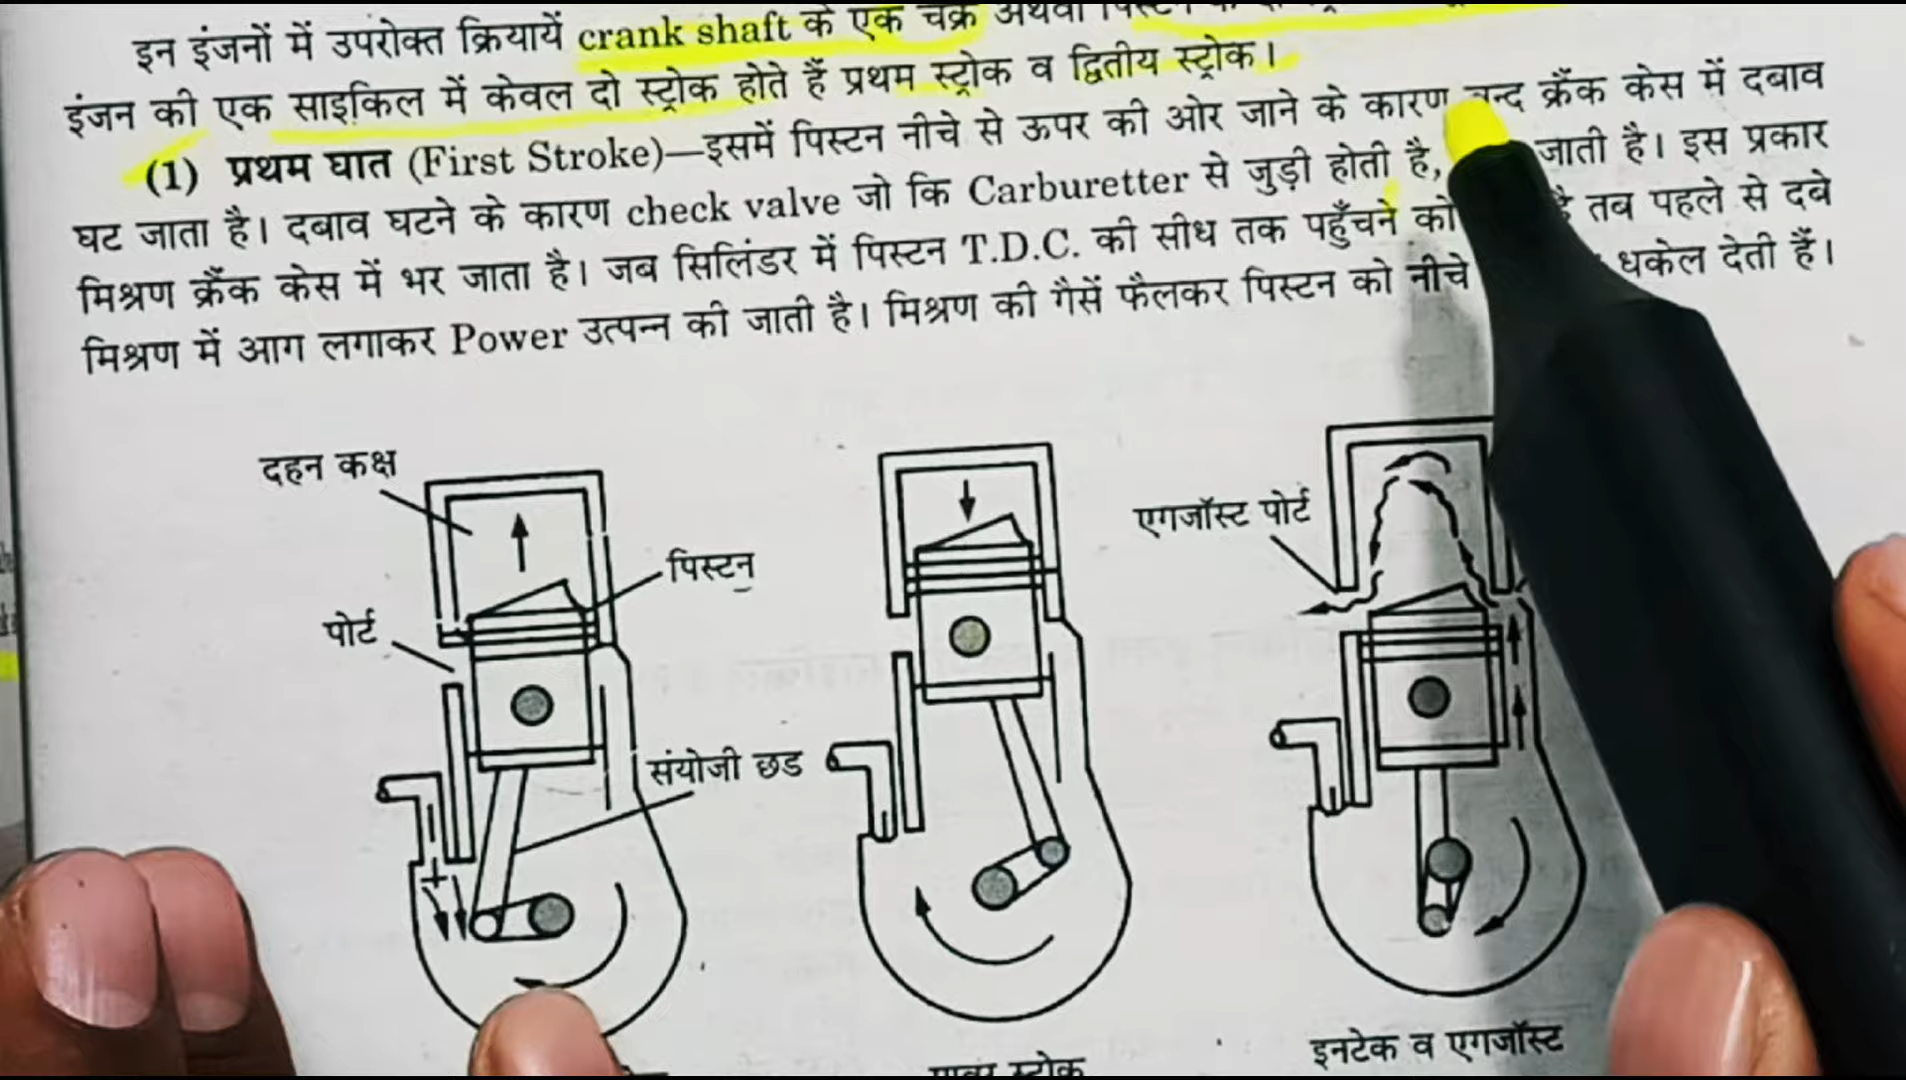 इन इंजनों में उपरोक्त क्रियायें crank shaft के एक चक्र अथवा
इंजन की एक साइकिल में केवल दो स्ट्रोक होते हैं प्रथम स्ट्रोक व द्वितीय स्ट्रोक।
(1) प्रथम घात (First Stroke)—इसमें पिस्टन नीचे से ऊपर की ओर जाने के कारण बन्द क्रैंक केस में दबाव
घट जाता है। दबाव घटने के कारण check valve जो कि Carburetter से जुड़ी होती है, जाती है। इस प्रकार
मिश्रण क्रैंक केस में भर जाता है। जब सिलिंडर में पिस्टन T.D.C. की सीध तक पहुँचने को है तब पहले से दबे
मिश्रण में आग लगाकर Power उत्पन्न की जाती है। मिश्रण की गैसें फैलकर पिस्टन को नीचे धकेल देती हैं।
दहन कक्ष
एगजॉस्ट पोर्ट
पिस्टन
पोर्ट
संयोजी छड
इनटेक व एगजॉस्ट
स्ट्रोक